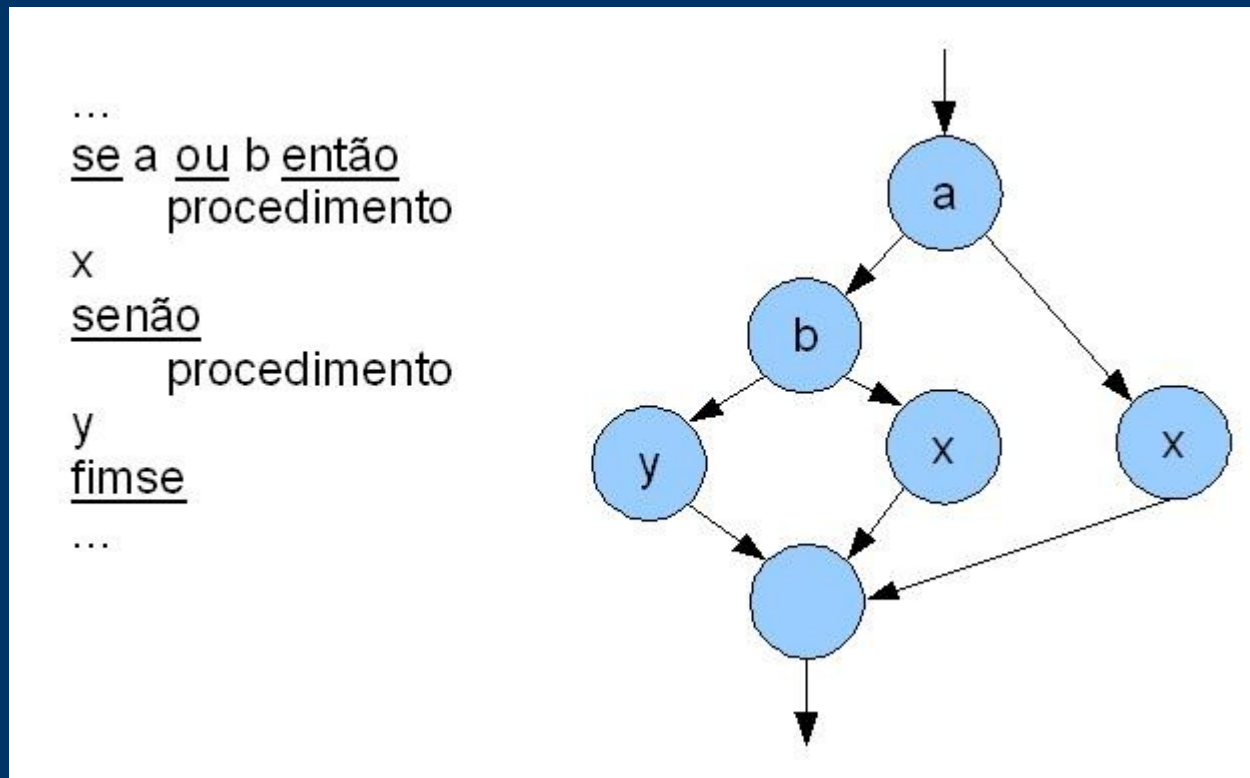 ...
se a ou b então
procedimento
x
senão
procedimento
y
fimse
...
a
b
y
x
x